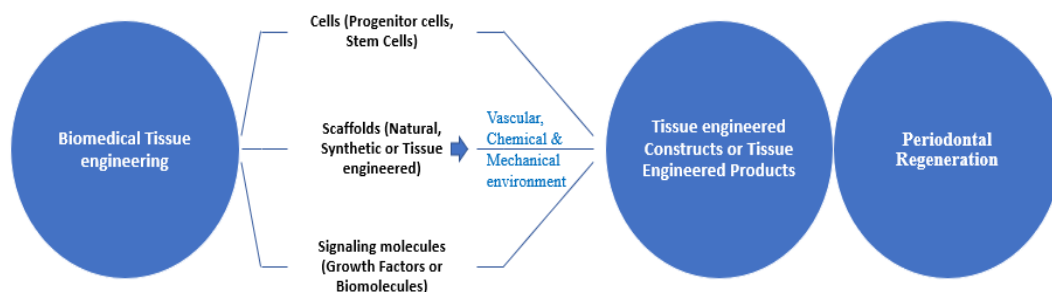 Biomedical Tissue
engineering
Cells (Progenitor cells,
Stem Cells)
Scaffolds (Natural,
Synthetic or Tissue
engineered)
Signaling molecules
(Growth Factors or
Biomolecules)
Vascular,
Chemical &
Mechanical
environment
Tissue engineered
Constructs or Tissue
Engineered Products
Periodontal
Regeneration